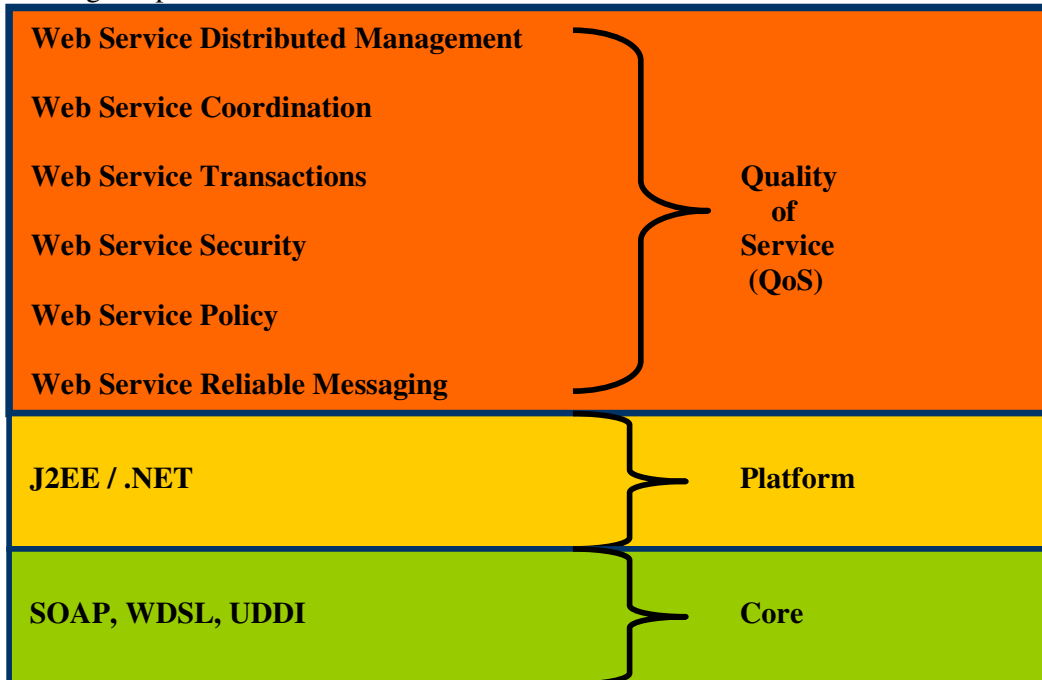 Web Service Distributed Management
Web Service Coordination
Web Service Transactions
Web Service Security
Web Service Policy
Web Service Reliable Messaging
Quality
of
Service
(QoS)
J2EE / .NET
Platform
SOAP, WDSL, UDDI
Core